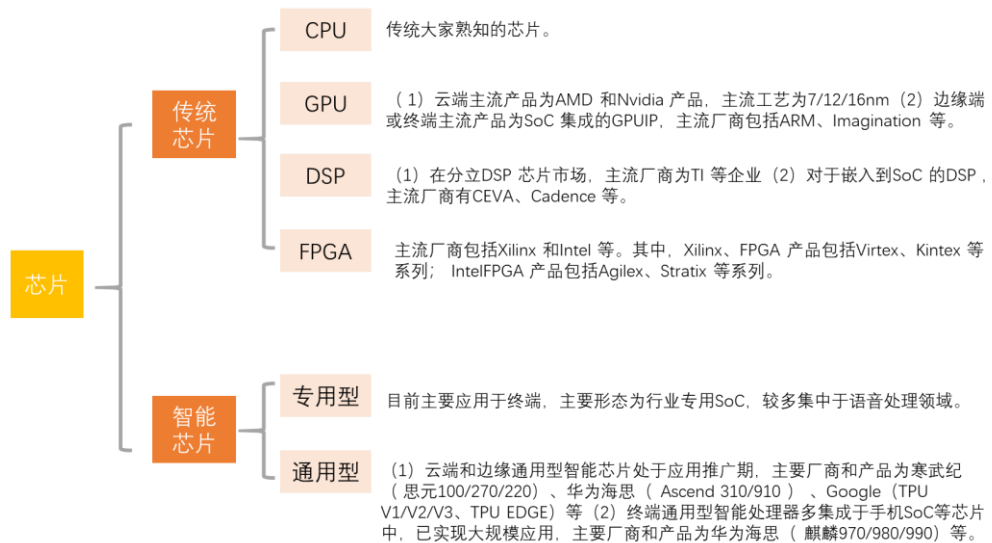 芯片
传统
芯片
CPU
传统大家熟知的芯片。
GPU
（ 1）云端主流产品为AMD 和Nvidia 产品，主流工艺为7/12/16nm（2）边缘端
或终端主流产品为SoC 集成的GPUIP，主流厂商包括ARM、Imagination 等。
DSP
（1）在分立DSP 芯片市场，主流厂商为TI 等企业（2）对于嵌入到SoC 的DSP ,
主流厂商有CEVA、Cadence 等。
FPGA
主流厂商包括Xilinx 和Intel 等。其中，Xilinx、FPGA 产品包括Virtex、Kintex 等
系列； IntelFPGA 产品包括Agilex、Stratix 等系列。
智能
芯片
专用型
目前主要应用于终端，主要形态为行业专用SoC，较多集中于语音处理领域。
通用型
（1）云端和边缘通用型智能芯片处于应用推广期，主要厂商和产品为寒武纪
（ 思元100/270/220）、华为海思（ Ascend 310/910 ） 、Google（TPU
V1/V2/V3、TPU EDGE）等（2）终端通用型智能处理器多集成于手机SoC等芯片
中，已实现大规模应用，主要厂商和产品为华为海思（ 麒麟970/980/990）等。